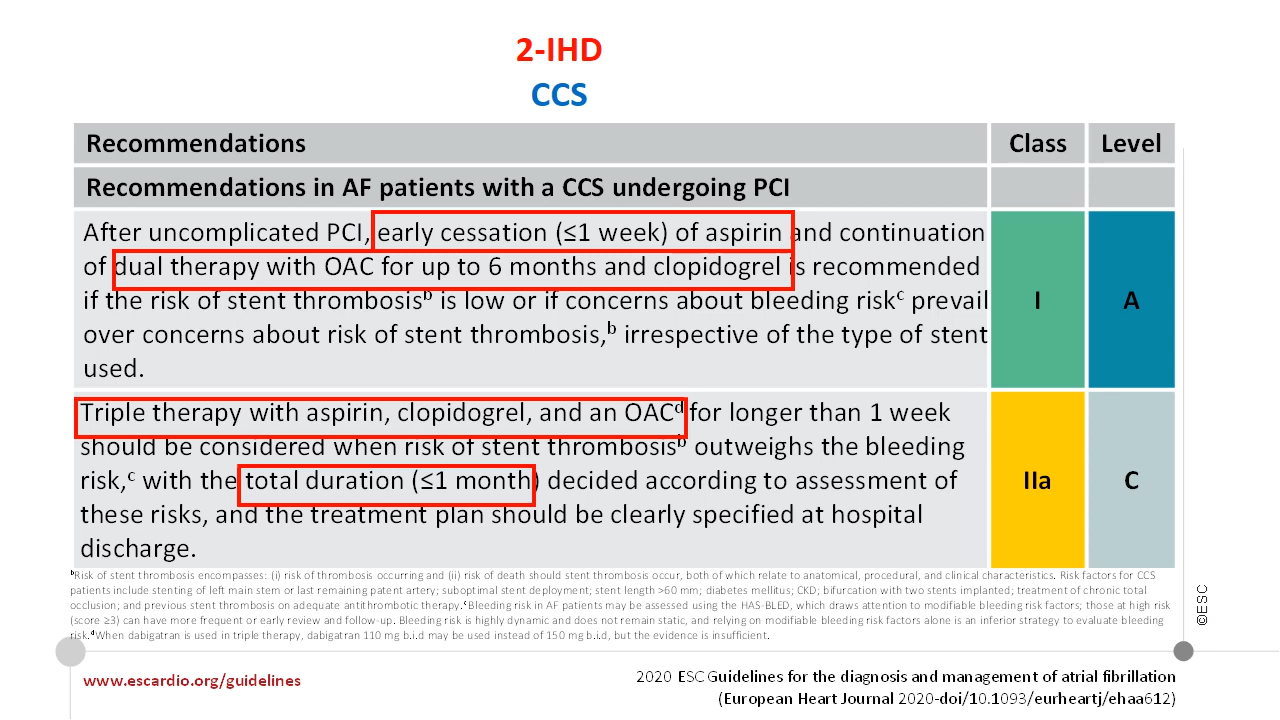 2-IHD
CCS
Recommendations Class Level
Recommendations in AF patients with a CCS undergoing PCI
After uncomplicated PCI, early cessation (≤1 week) of aspirin and continuation
of dual therapy with OAC for up to 6 months and clopidogrel is recommended
if the risk of stent thrombosisᵇ is low or if concerns about bleeding riskᶜ prevail
over concerns about risk of stent thrombosis,ᵇ irrespective of the type of stent
used.
I A
Triple therapy with aspirin, clopidogrel, and an OACᵈ for longer than 1 week
should be considered when risk of stent thrombosisᵇ outweighs the bleeding
risk,ᶜ with the total duration (≤1 month) decided according to assessment of
these risks, and the treatment plan should be clearly specified at hospital
discharge.
IIa C
ᵇRisk of stent thrombosis encompasses: (i) risk of thrombosis occurring and (ii) risk of death should stent thrombosis occur, both of which relate to anatomical, procedural, and clinical characteristics. Risk factors for CCS
patients include stenting of left main stem or last remaining patent artery; suboptimal stent deployment; stent length >60 mm; diabetes mellitus; CKD; bifurcation with two stents implanted; treatment of chronic total
occlusion; and previous stent thrombosis on adequate antithrombotic therapy.ᶜBleeding risk in AF patients may be assessed using the HAS-BLED, which draws attention to modifiable bleeding risk factors; those at high risk
(score ≥3) can have more frequent or early review and follow-up. Bleeding risk is highly dynamic and does not remain static, and relying on modifiable bleeding risk factors alone is an inferior strategy to evaluate bleeding
risk.ᵈWhen dabigatran is used in triple therapy, dabigatran 110 mg b.i.d may be used instead of 150 mg b.i.d, but the evidence is insufficient.
©ESC
www.escardio.org/guidelines
2020 ESC Guidelines for the diagnosis and management of atrial fibrillation
(European Heart Journal 2020-doi/10.1093/eurheartj/ehaa612)